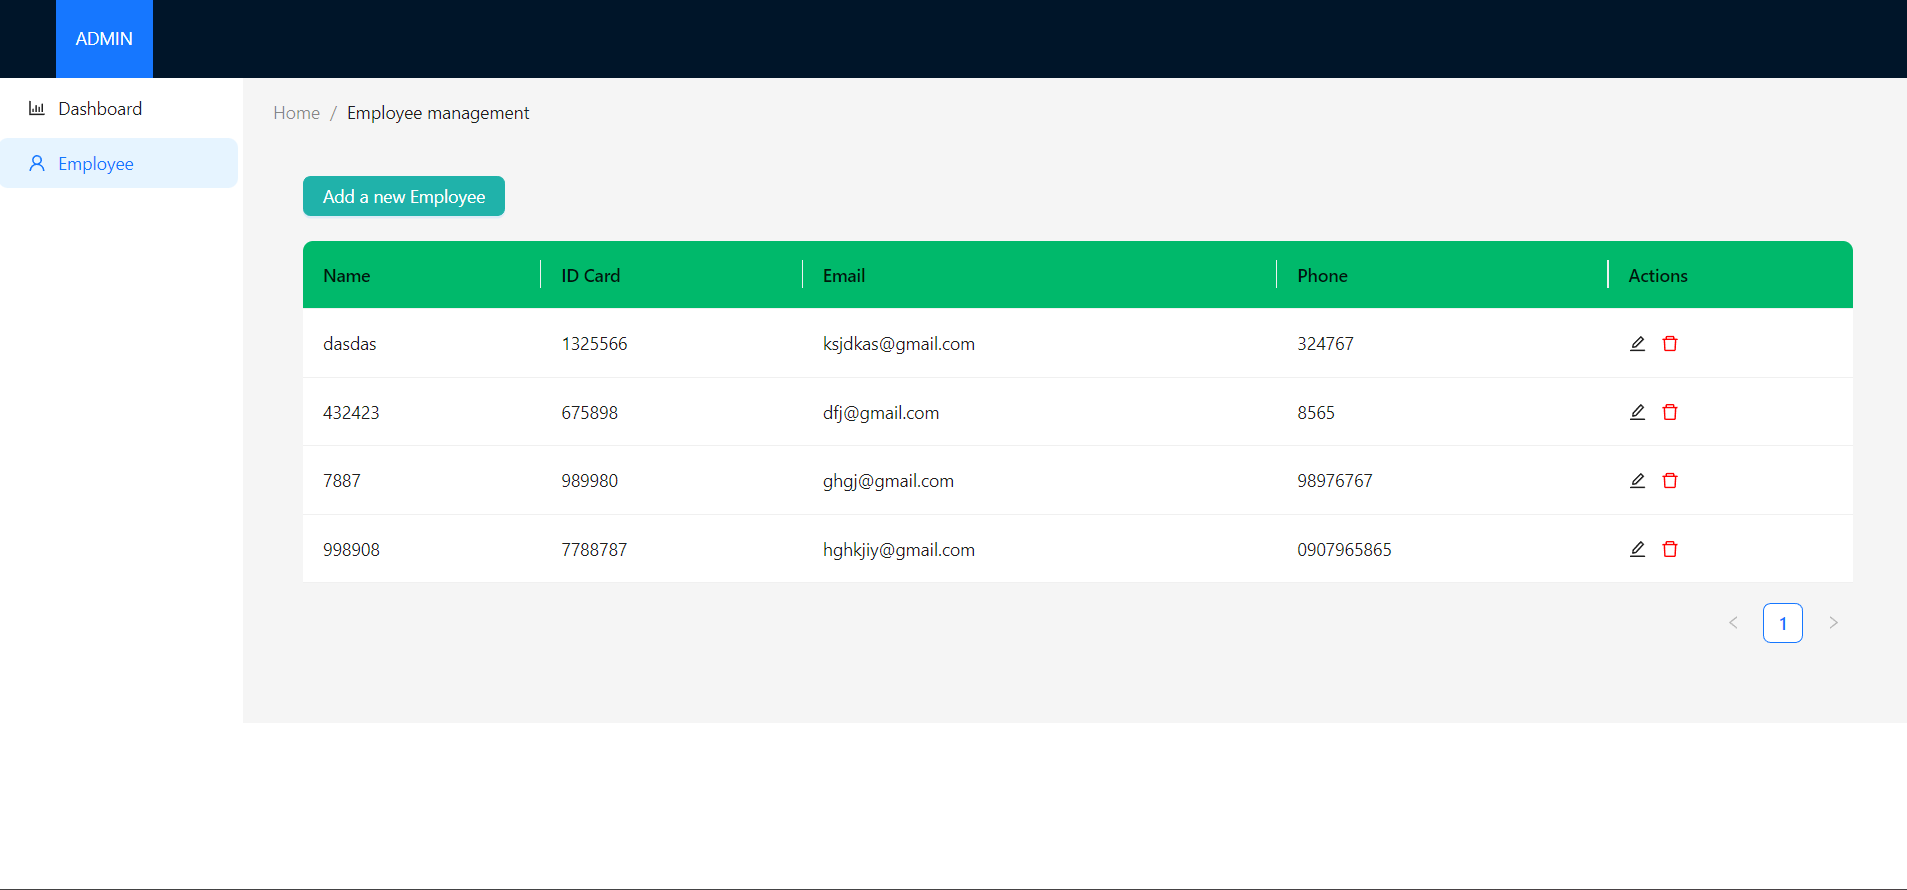 ADMIN
Dashboard
Employee
Home / Employee management
Add a new Employee
Name ID Card Email Phone Actions
dasdas 1325566 ksjdkas@gmail.com 324767
432423 675898 dfj@gmail.com 8565
7887 989980 ghgj@gmail.com 98976767
998908 7788787 hghkjiy@gmail.com 0907965865
< 1 >